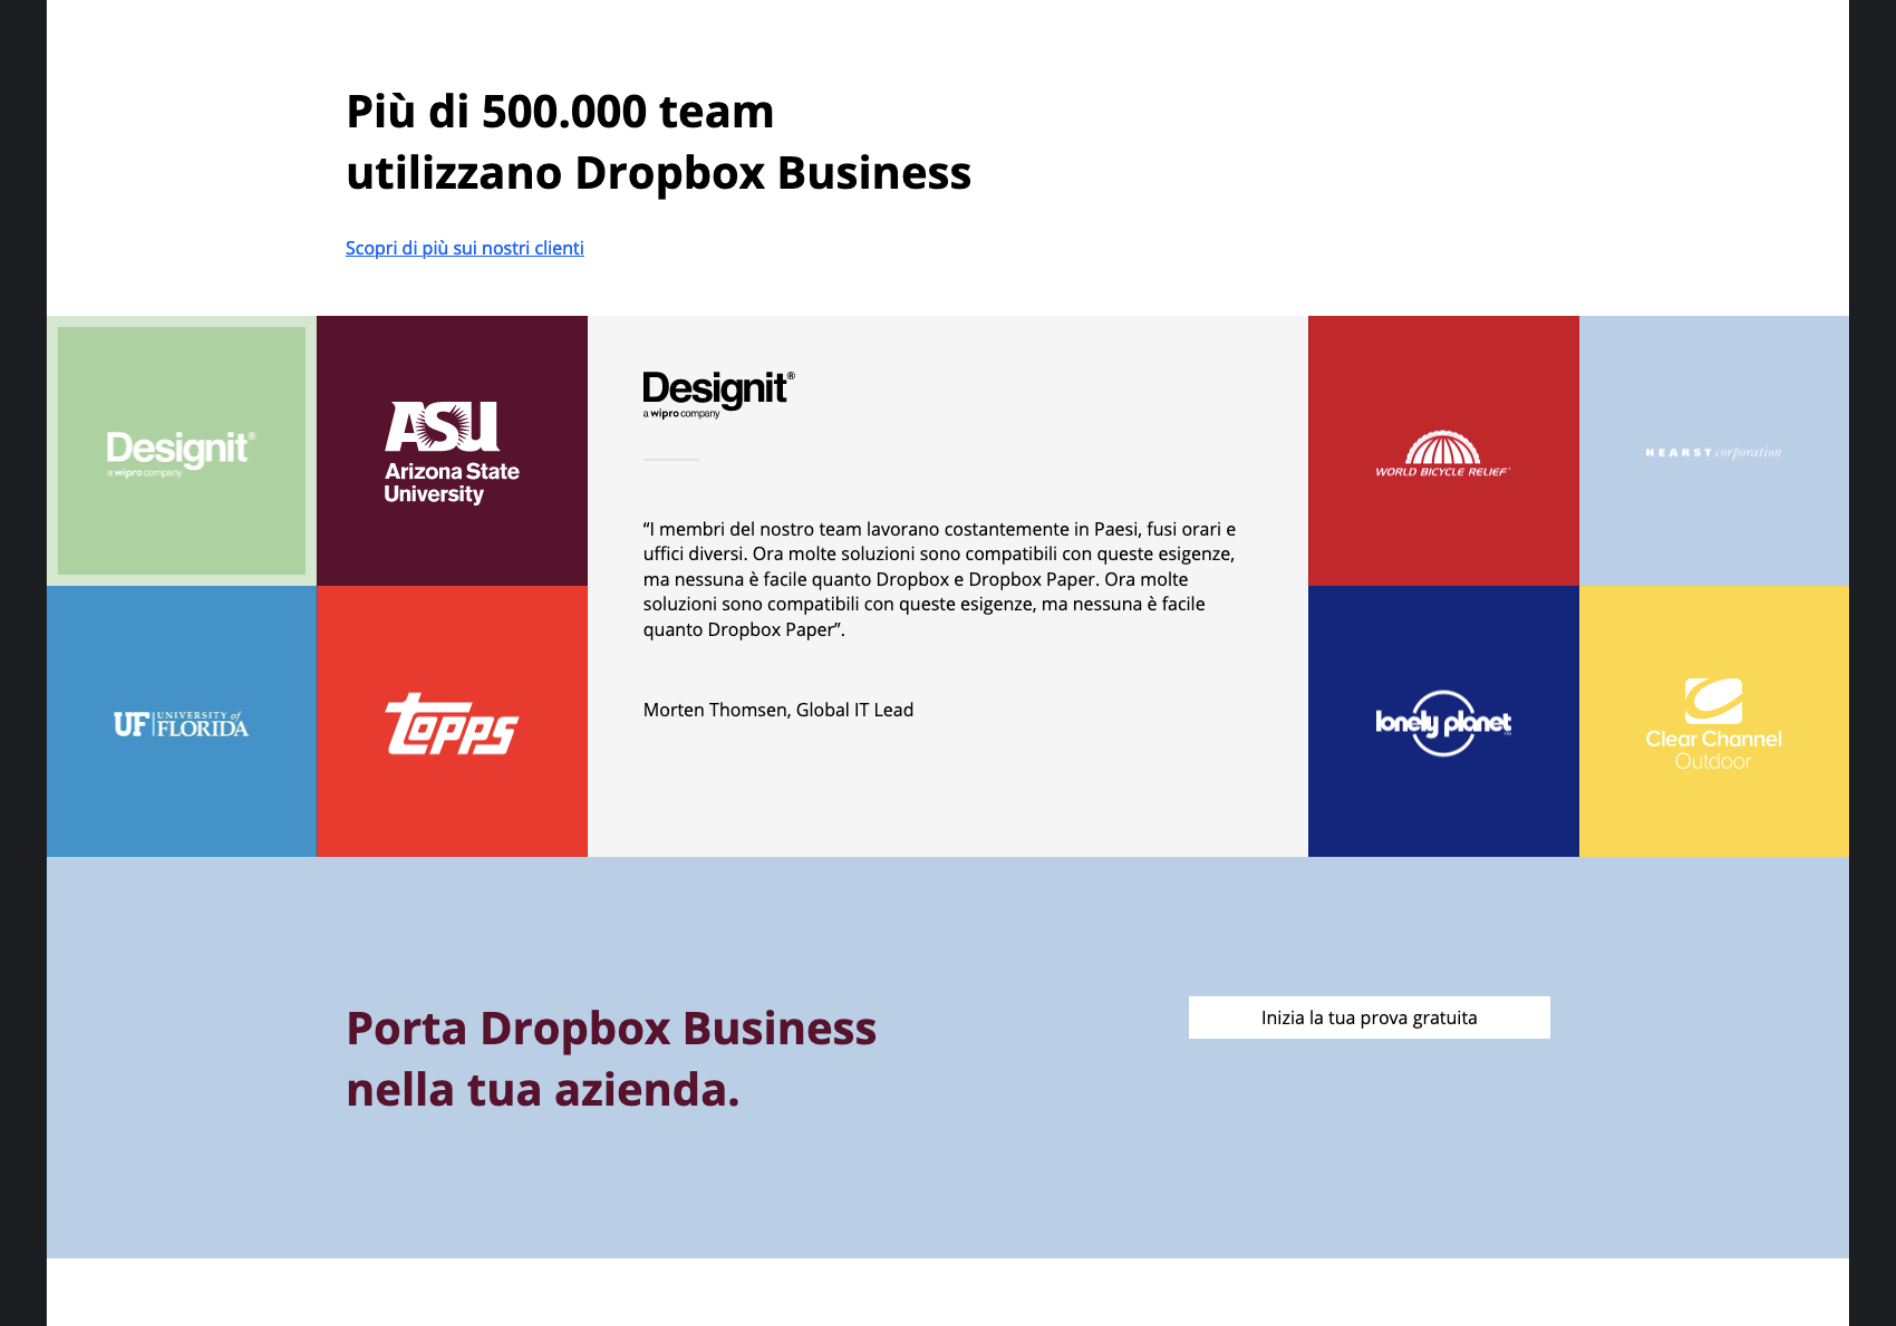 Più di 500.000 team
utilizzano Dropbox Business
Scopri di più sui nostri clienti
Designit®
a wipro company
ASU
Arizona State
University
UF UNIVERSITY of
FLORIDA
Topps
Designit®
a wipro company
“I membri del nostro team lavorano costantemente in Paesi, fusi orari e
uffici diversi. Ora molte soluzioni sono compatibili con queste esigenze,
ma nessuna è facile quanto Dropbox e Dropbox Paper. Ora molte
soluzioni sono compatibili con queste esigenze, ma nessuna è facile
quanto Dropbox Paper”.
Morten Thomsen, Global IT Lead
WORLD BICYCLE RELIEF
HEARST corporation
lonely planet
Clear Channel
Outdoor
Porta Dropbox Business
nella tua azienda.
Inizia la tua prova gratuita